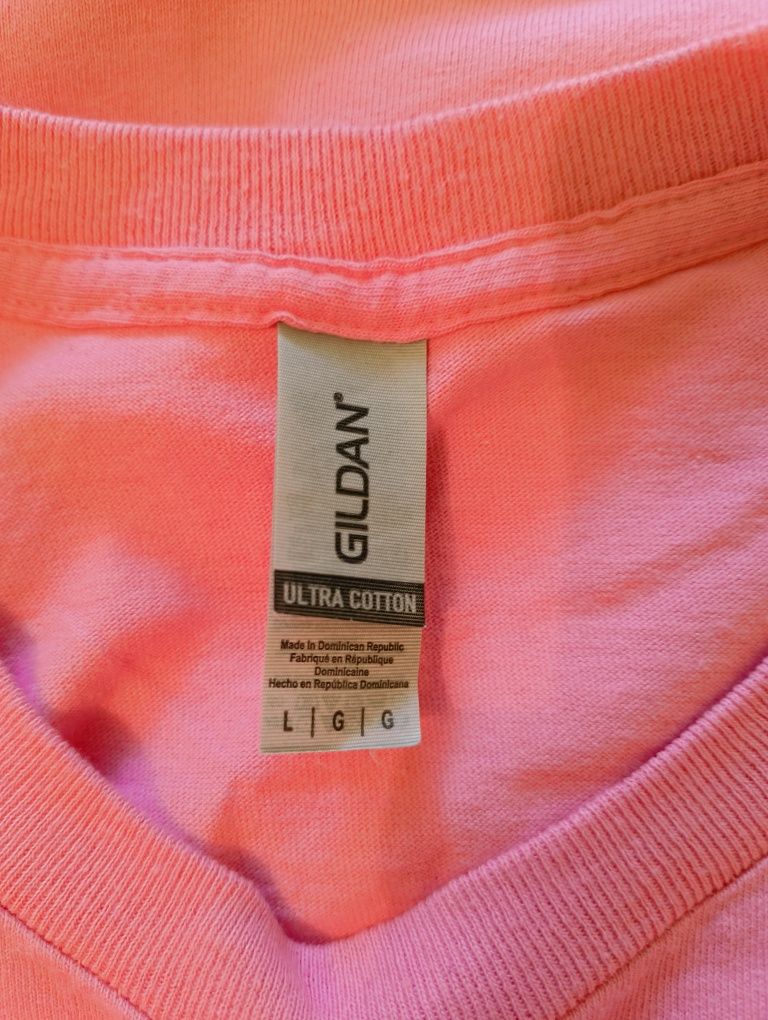 GILDAN®
ULTRA COTTON
Made in Dominican Republic
Fabriqué en République
Dominicaine
Hecho en República Dominicana
L | G | G